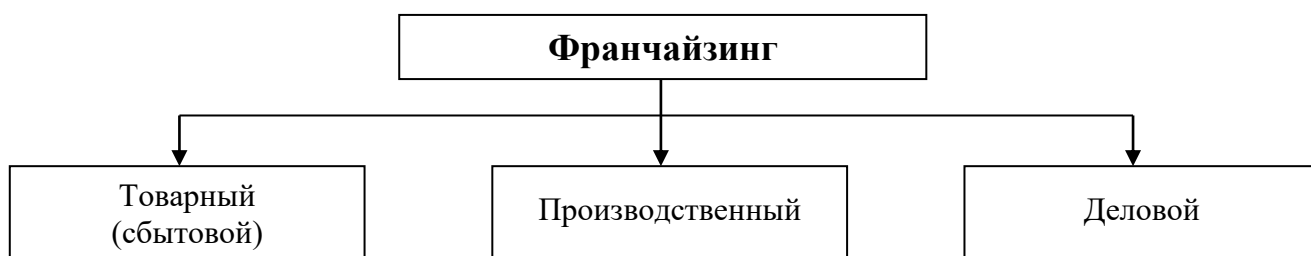 Франчайзинг
Товарный
(сбытовой)
Производственный
Деловой